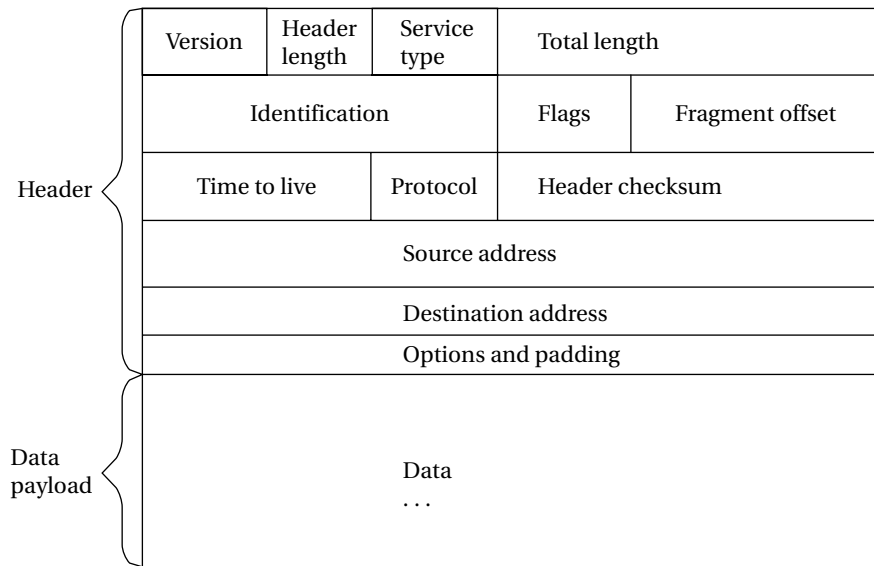 Version
Header
length
Service
type
Total length
Identification
Flags
Fragment offset
Header
Time to live
Protocol
Header checksum
Source address
Destination address
Options and padding
Data
payload
Data
. . .